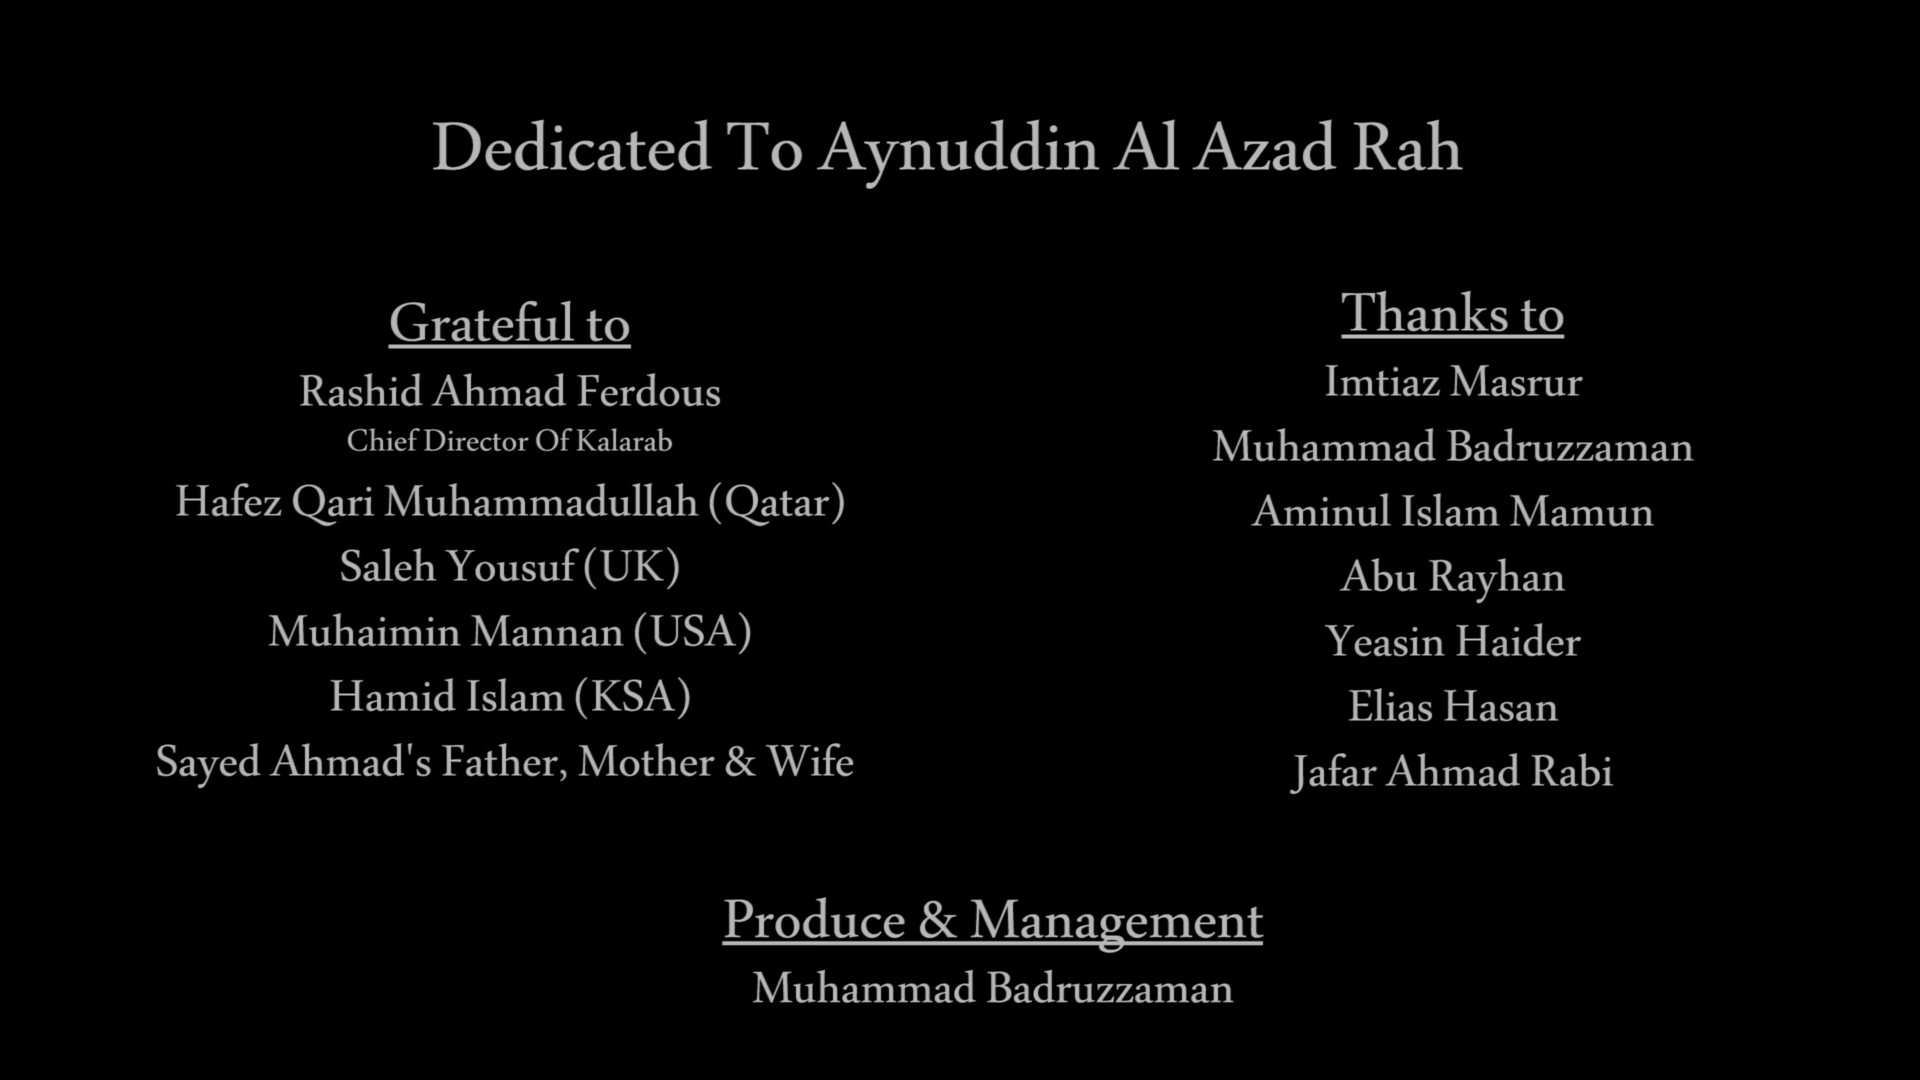 Dedicated To Aynuddin Al Azad Rah
Grateful to
Rashid Ahmad Ferdous
Chief Director Of Kalarab
Hafez Qari Muhammadullah (Qatar)
Saleh Yousuf (UK)
Muhaimin Mannan (USA)
Hamid Islam (KSA)
Sayed Ahmad's Father, Mother & Wife
Thanks to
Imtiaz Masrur
Muhammad Badruzzaman
Aminul Islam Mamun
Abu Rayhan
Yeasin Haider
Elias Hasan
Jafar Ahmad Rabi
Produce & Management
Muhammad Badruzzaman